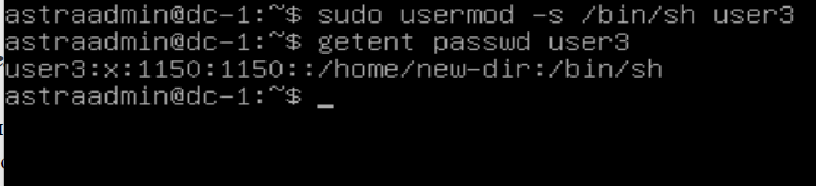 astraadmin@dc-1:~$ sudo usermod -s /bin/sh user3
astraadmin@dc-1:~$ getent passwd user3
user3:x:1150:1150::/home/new-dir:/bin/sh
astraadmin@dc-1:~$ _